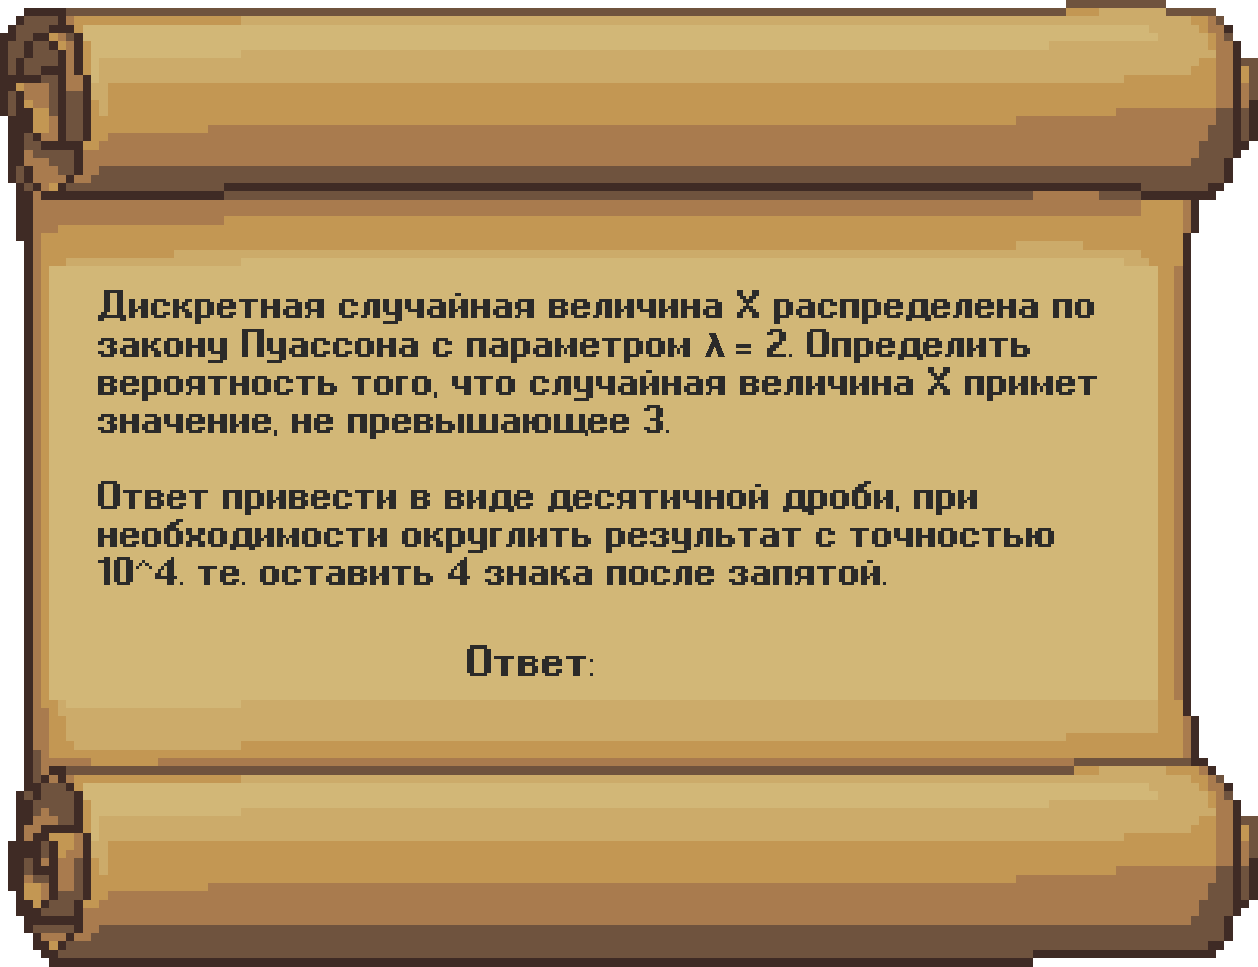 Дискретная случайная величина X распределена по
закону Пуассона с параметром λ = 2. Определить
вероятность того, что случайная величина X примет
значение, не превышающее 3.
Ответ привести в виде десятичной дроби, при
необходимости округлить результат с точностью
10^4. те. оставить 4 знака после запятой.
Ответ: